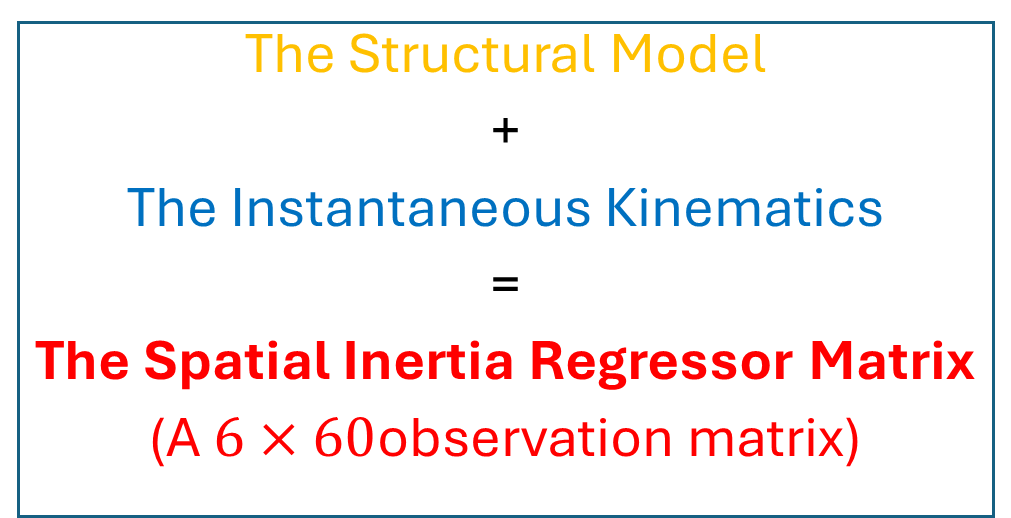 The Structural Model
+
The Instantaneous Kinematics
=
The Spatial Inertia Regressor Matrix
(A 6 × 60observation matrix)